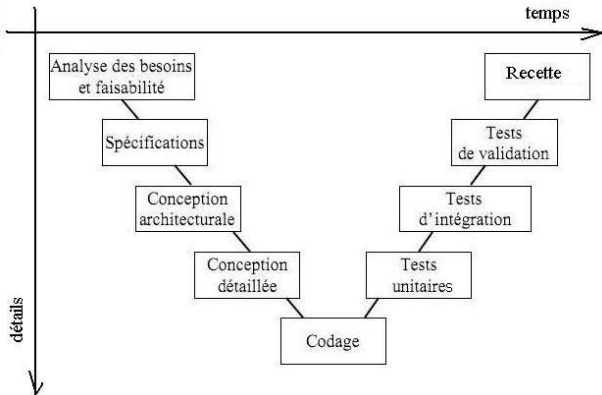 temps
Analyse des besoins
et faisabilité
Recette
Spécifications
Tests
de validation
Conception
architecturale
Tests
d'intégration
Conception
détaillée
Tests
unitaires
Codage
détails